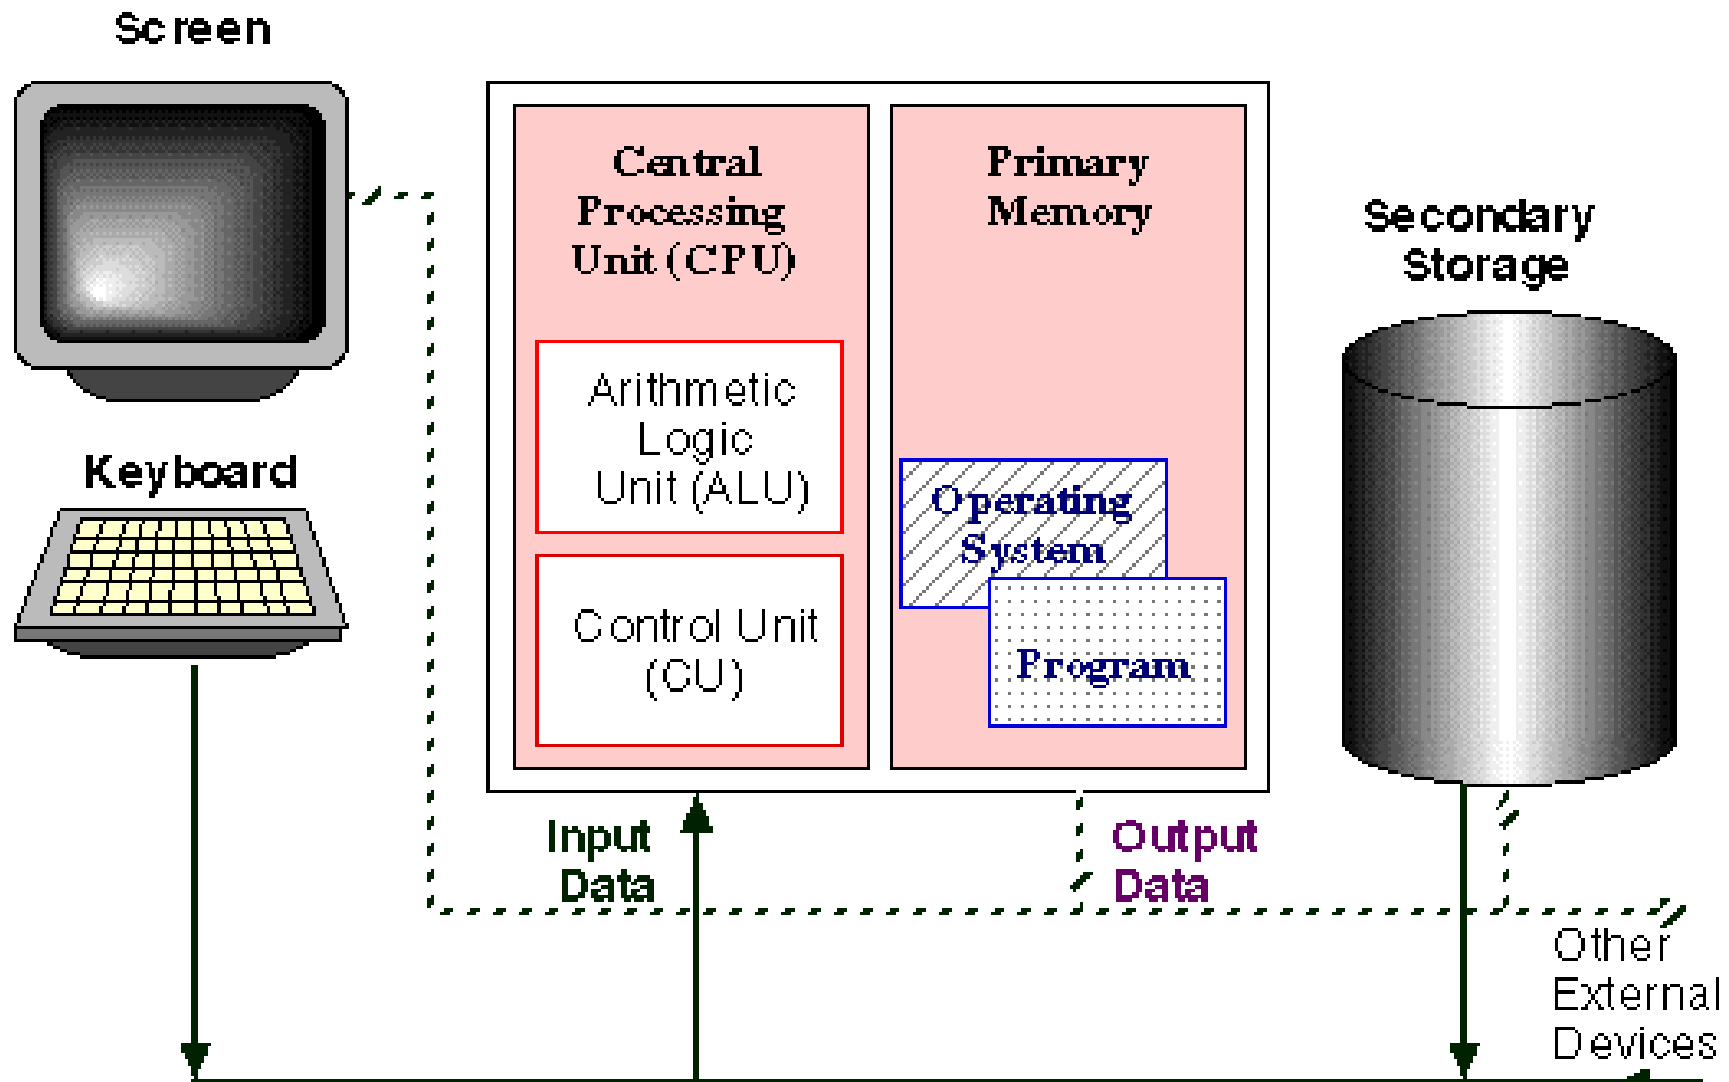 Screen
Keyboard
Central
Processing
Unit (CPU)
Arithmetic
Logic
Unit (ALU)
Control Unit
(CU)
Primary
Memory
Operating
System
Program
Secondary
Storage
Input
Data
Output
Data
Other
External
Devices